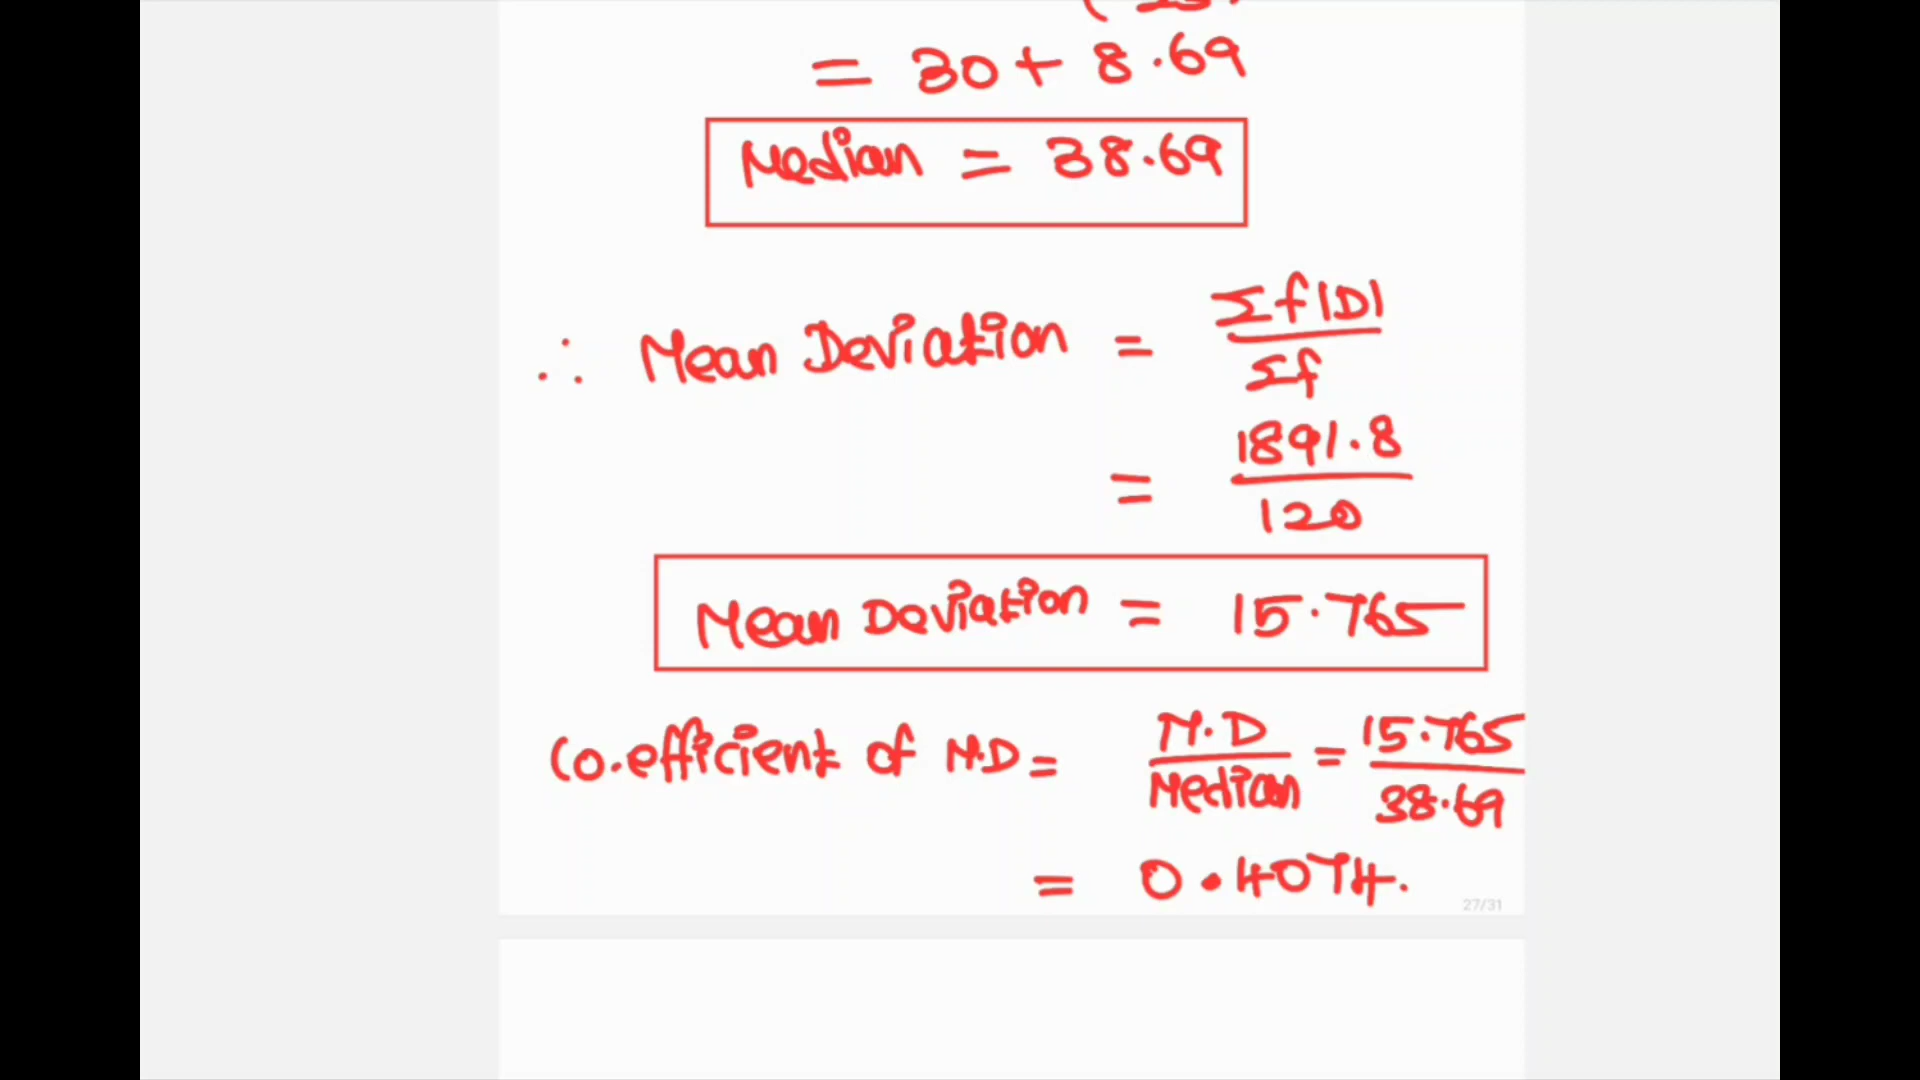 = 30 + 8.69
Median = 38.69
∴ Mean Deviation = Σf|D| / Σf
= 1891.8 / 120
Mean Deviation = 15.765
Co.efficient of M.D = M.D / Median = 15.765 / 38.69
= 0.4074.
27/31